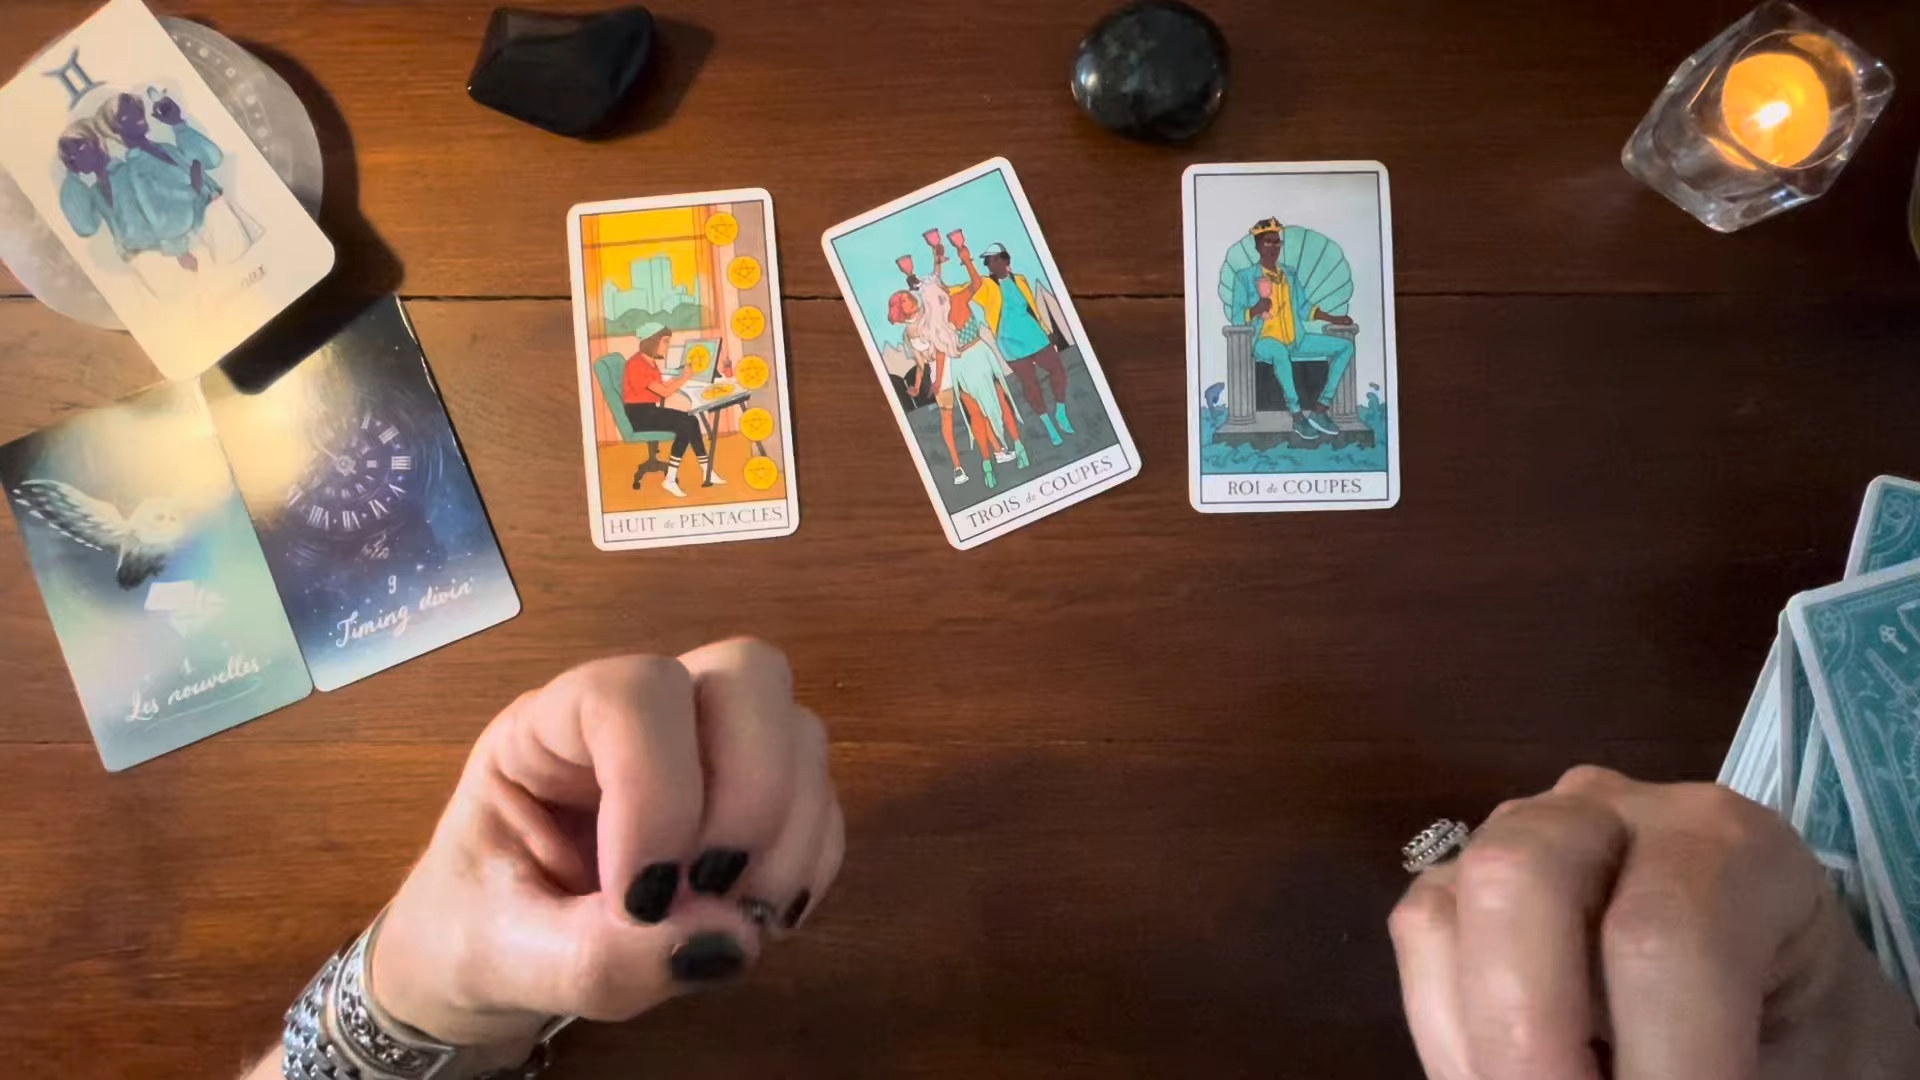 HUIT de PENTACLES
TROIS de COUPES
ROI de COUPES
9
Timing divin
1
Les nouvelles